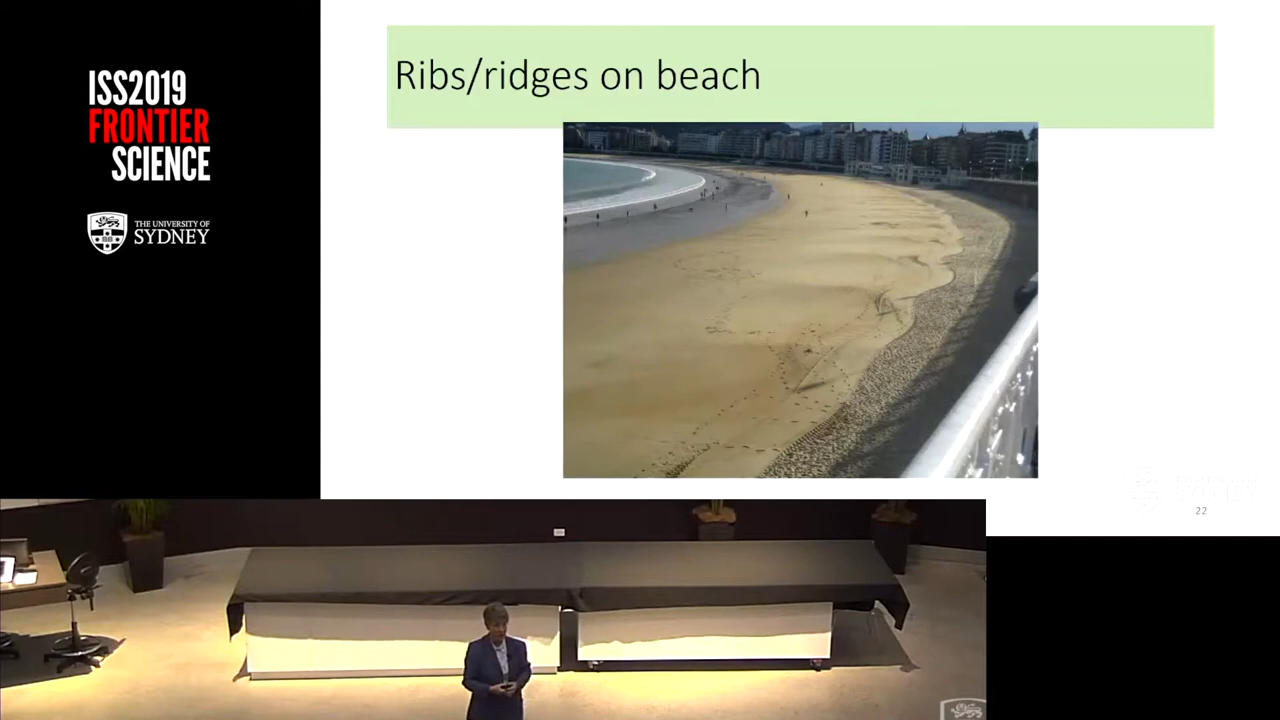 ISS2019
FRONTIER
SCIENCE
THE UNIVERSITY OF
SYDNEY
Ribs/ridges on beach
22